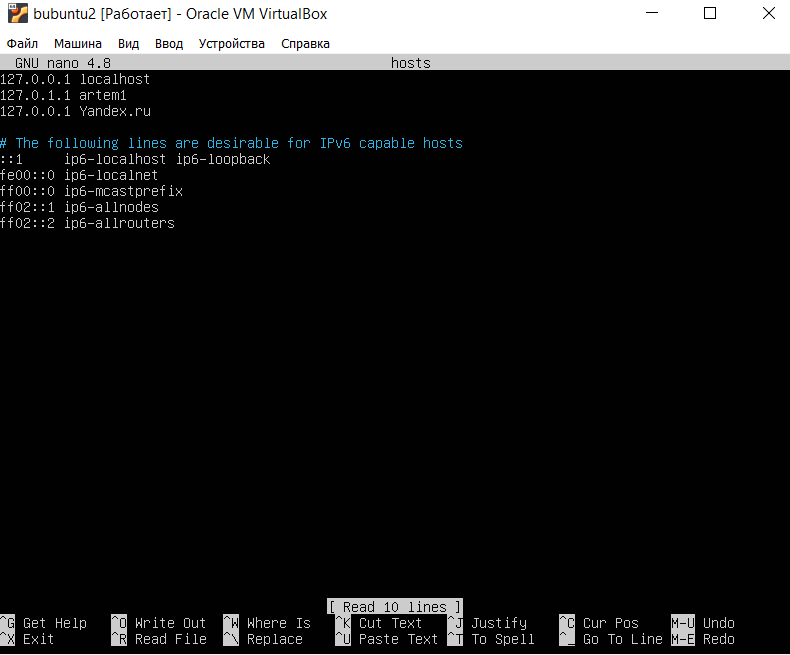 bubuntu2 [Работает] - Oracle VM VirtualBox
Файл Машина Вид Ввод Устройства Справка
GNU nano 4.8 hosts
127.0.0.1 localhost
127.0.1.1 artem1
127.0.0.1 Yandex.ru
# The following lines are desirable for IPv6 capable hosts
::1 ip6-localhost ip6-loopback
fe00::0 ip6-localnet
ff00::0 ip6-mcastprefix
ff02::1 ip6-allnodes
ff02::2 ip6-allrouters
[ Read 10 lines ]
^G Get Help ^O Write Out ^W Where Is ^K Cut Text ^J Justify ^C Cur Pos M-U Undo
^X Exit ^R Read File ^\ Replace ^U Paste Text ^T To Spell ^_ Go To Line M-E Redo